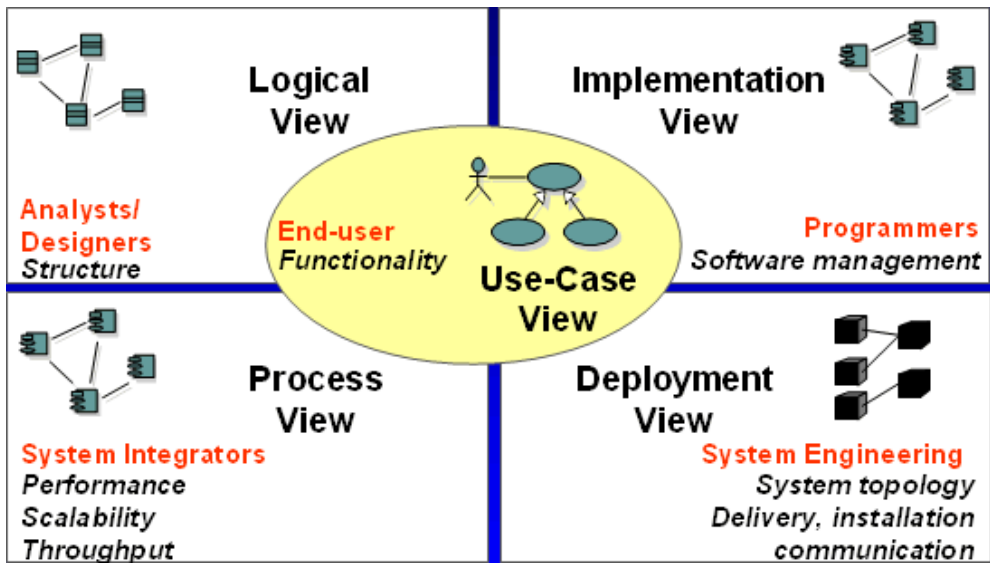 Logical
View
Analysts/
Designers
Structure
Implementation
View
Programmers
Software management
End-user
Functionality
Use-Case
View
Process
View
System Integrators
Performance
Scalability
Throughput
Deployment
View
System Engineering
System topology
Delivery, installation
communication